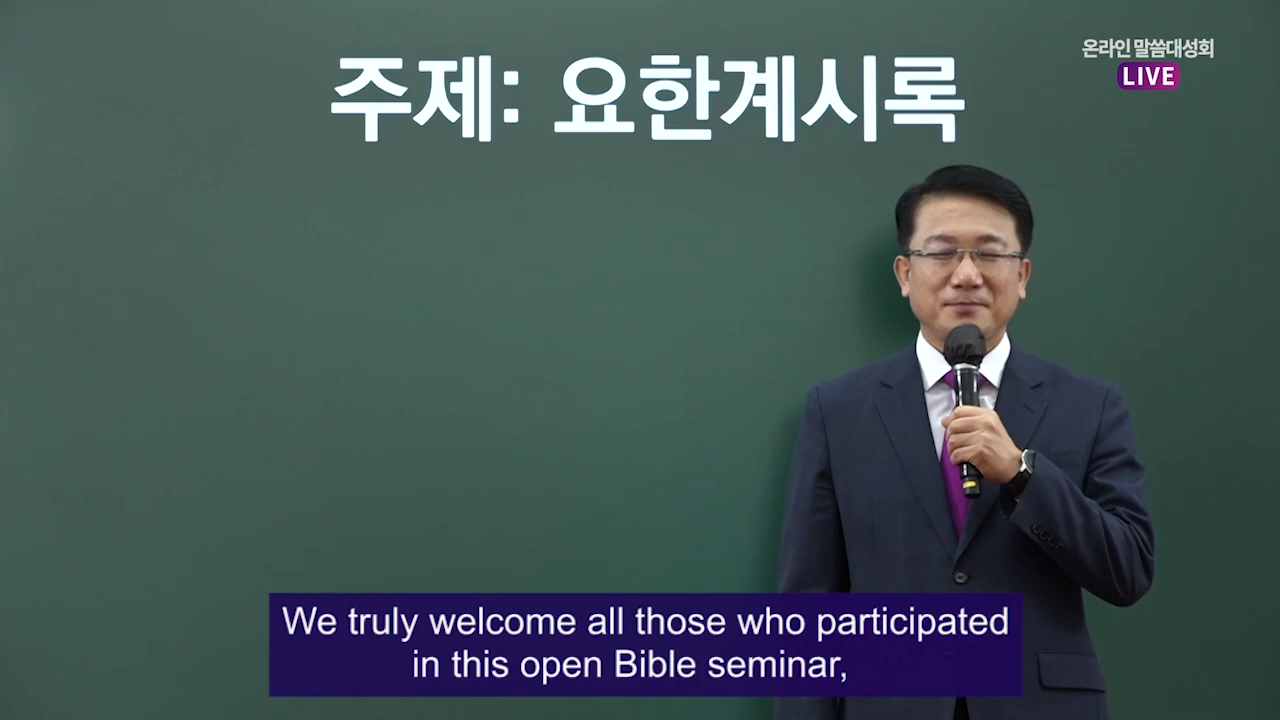 온라인 말씀대성회
LIVE
주제: 요한계시록
We truly welcome all those who participated
in this open Bible seminar,